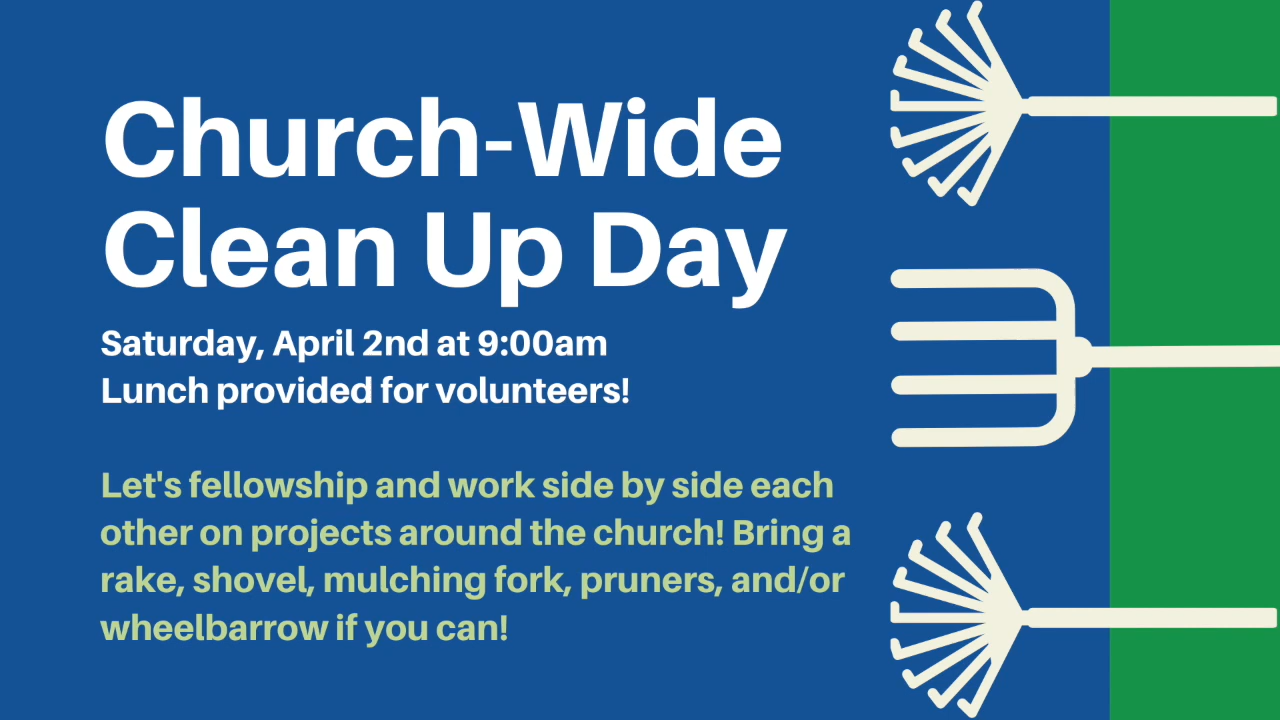 Church-Wide
Clean Up Day
Saturday, April 2nd at 9:00am
Lunch provided for volunteers!
Let's fellowship and work side by side each
other on projects around the church! Bring a
rake, shovel, mulching fork, pruners, and/or
wheelbarrow if you can!